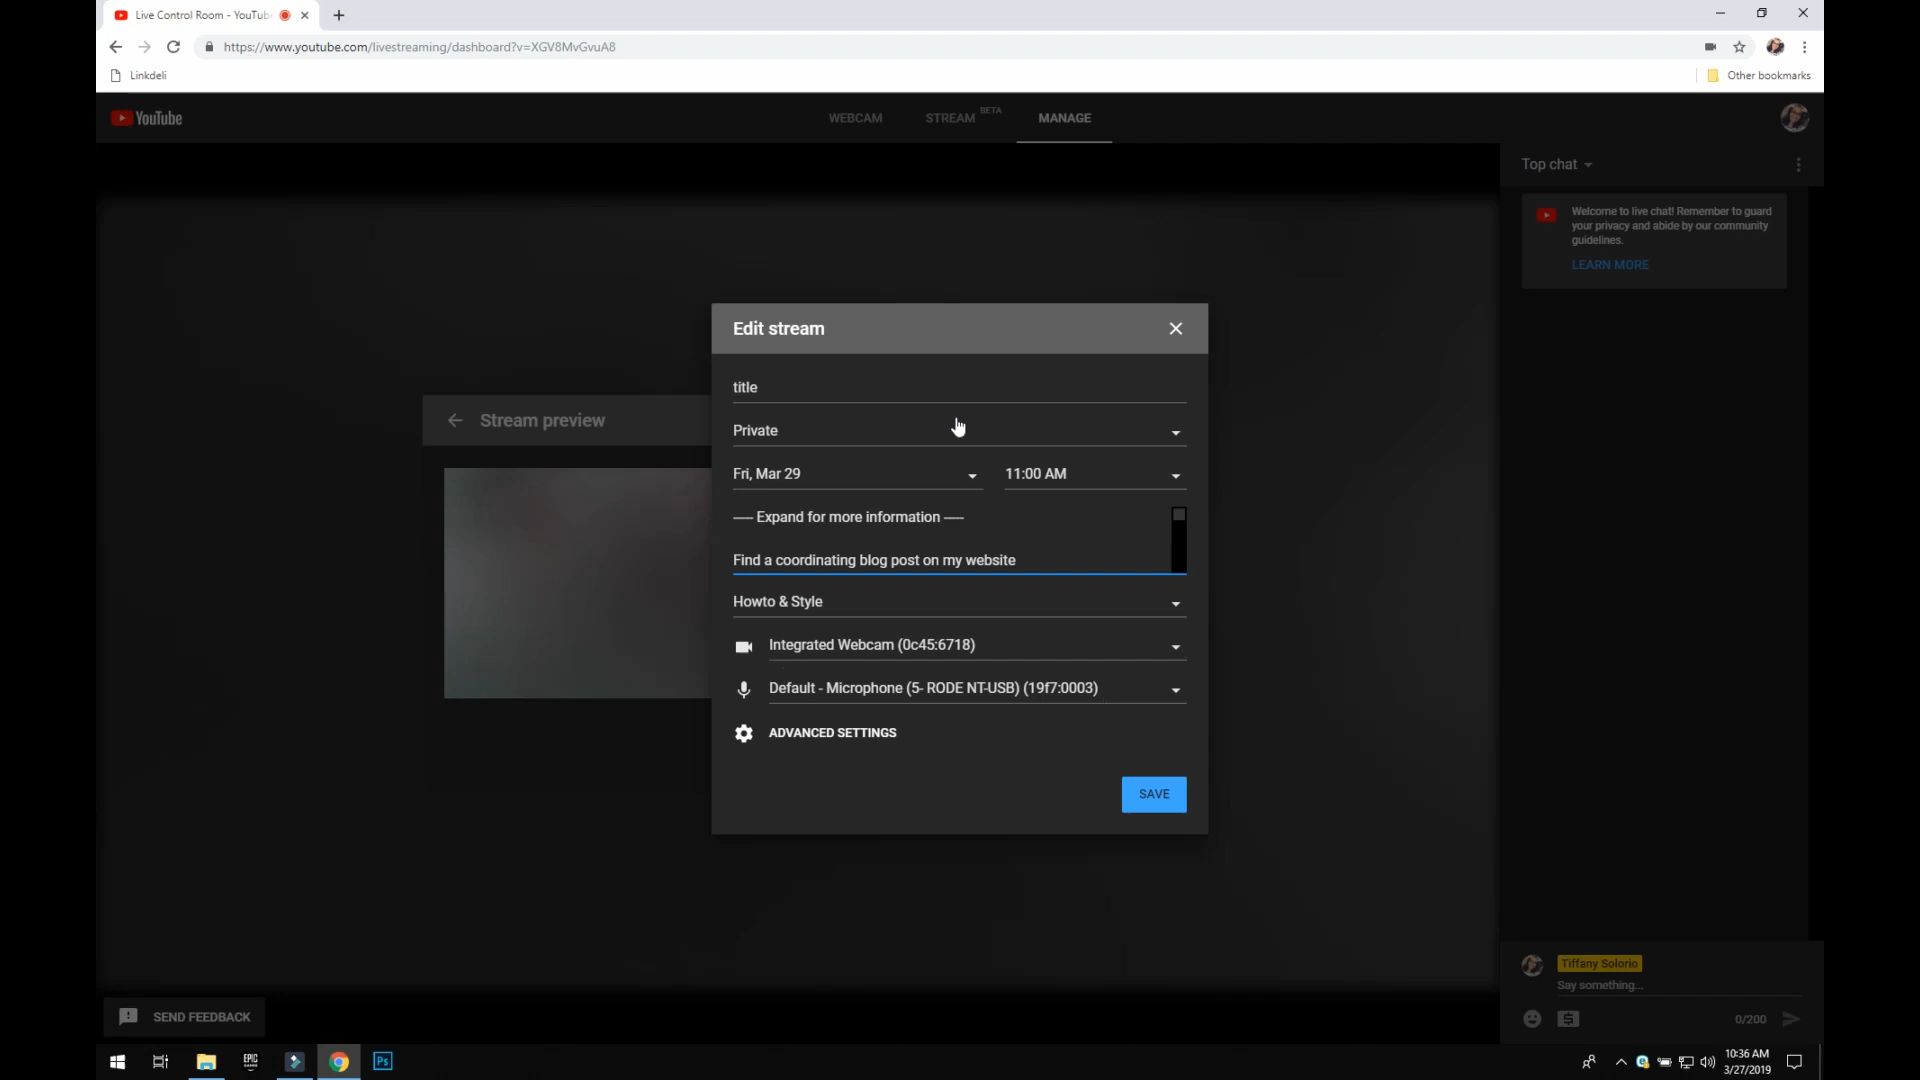 Live Control Room - YouTub
https://www.youtube.com/livestreaming/dashboard?v=XGV8MvGvuA8
Linkdeli
Other bookmarks
YouTube
WEBCAM
STREAM BETA
MANAGE
Top chat
Welcome to live chat! Remember to guard
your privacy and abide by our community
guidelines.
LEARN MORE
Edit stream
title
Stream preview
Private
Fri, Mar 29
11:00 AM
---- Expand for more information ----
Find a coordinating blog post on my website
Howto & Style
Integrated Webcam (0c45:6718)
Default - Microphone (5- RODE NT-USB) (19f7:0003)
ADVANCED SETTINGS
SAVE
Tiffany Solorio
Say something...
0/200
SEND FEEDBACK
EPIC
Ps
10:36 AM
3/27/2019